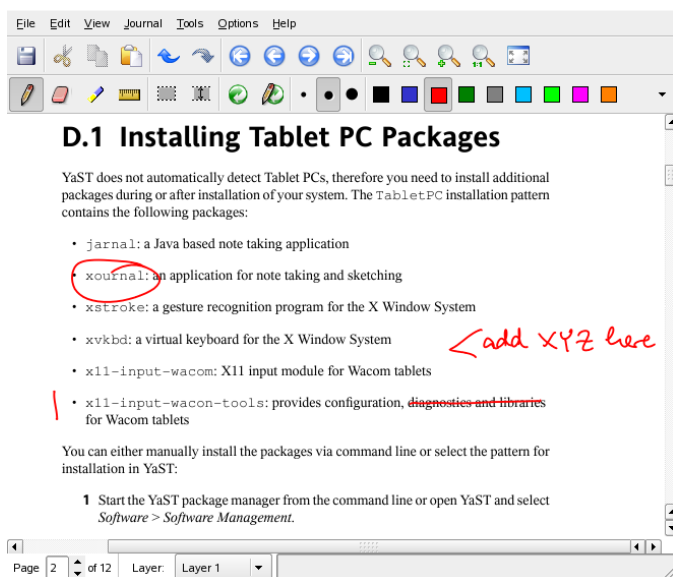 File Edit View Journal Tools Options Help
D.1 Installing Tablet PC Packages
YaST does not automatically detect Tablet PCs, therefore you need to install additional
packages during or after installation of your system. The TabletPC installation pattern
contains the following packages:
• jarnal: a Java based note taking application
• xournal: an application for note taking and sketching
• xstroke: a gesture recognition program for the X Window System
• xvkbd: a virtual keyboard for the X Window System
<add XYZ here
• x11-input-wacom: X11 input module for Wacom tablets
• x11-input-wacon-tools: provides configuration, diagnostics and libraries
for Wacom tablets
You can either manually install the packages via command line or select the pattern for
installation in YaST:
1 Start the YaST package manager from the command line or open YaST and select
Software > Software Management.
Page 2 of 12 Layer: Layer 1